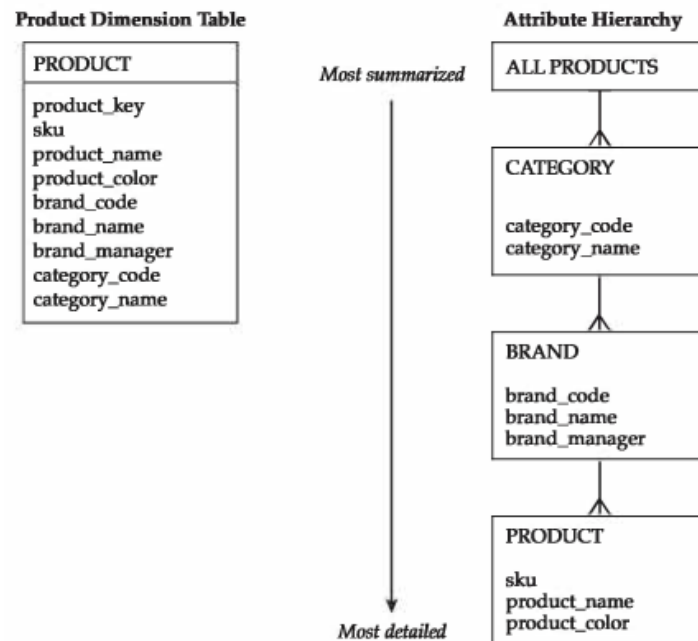 Product Dimension Table
PRODUCT
product_key
sku
product_name
product_color
brand_code
brand_name
brand_manager
category_code
category_name
Most summarized
Most detailed
Attribute Hierarchy
ALL PRODUCTS
CATEGORY
category_code
category_name
BRAND
brand_code
brand_name
brand_manager
PRODUCT
sku
product_name
product_color